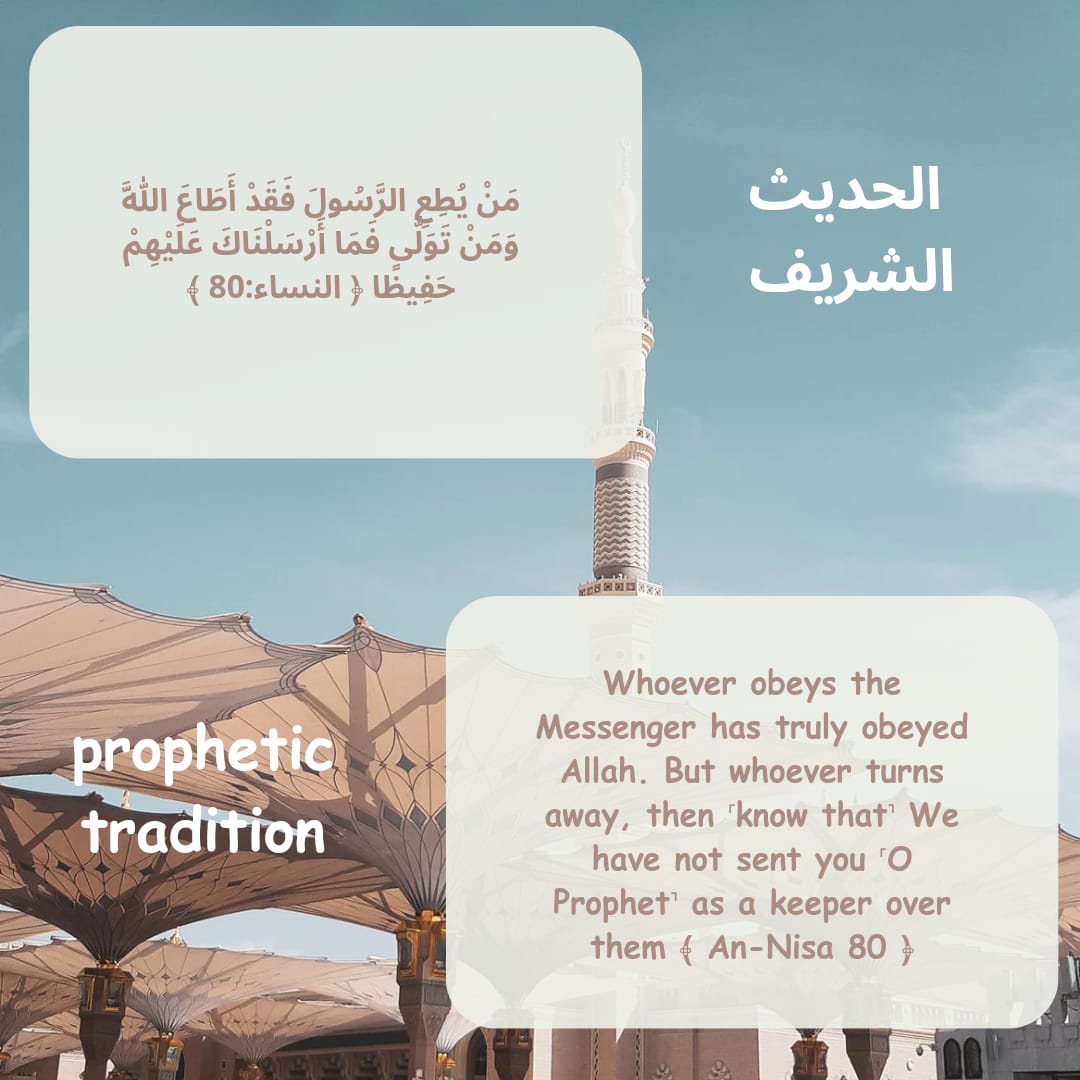 مَنْ يُطِعِ الرَّسُولَ فَقَدْ أَطَاعَ اللَّهَ
وَمَنْ تَوَلَّىٰ فَمَا أَرْسَلْنَاكَ عَلَيْهِمْ
حَفِيظًا ﴿ النساء:80 ﴾
الحديث
الشريف
prophetic
tradition
Whoever obeys the
Messenger has truly obeyed
Allah. But whoever turns
away, then ˹know that˺ We
have not sent you ˹O
Prophet˺ as a keeper over
them ﴾ An-Nisa 80 ﴿